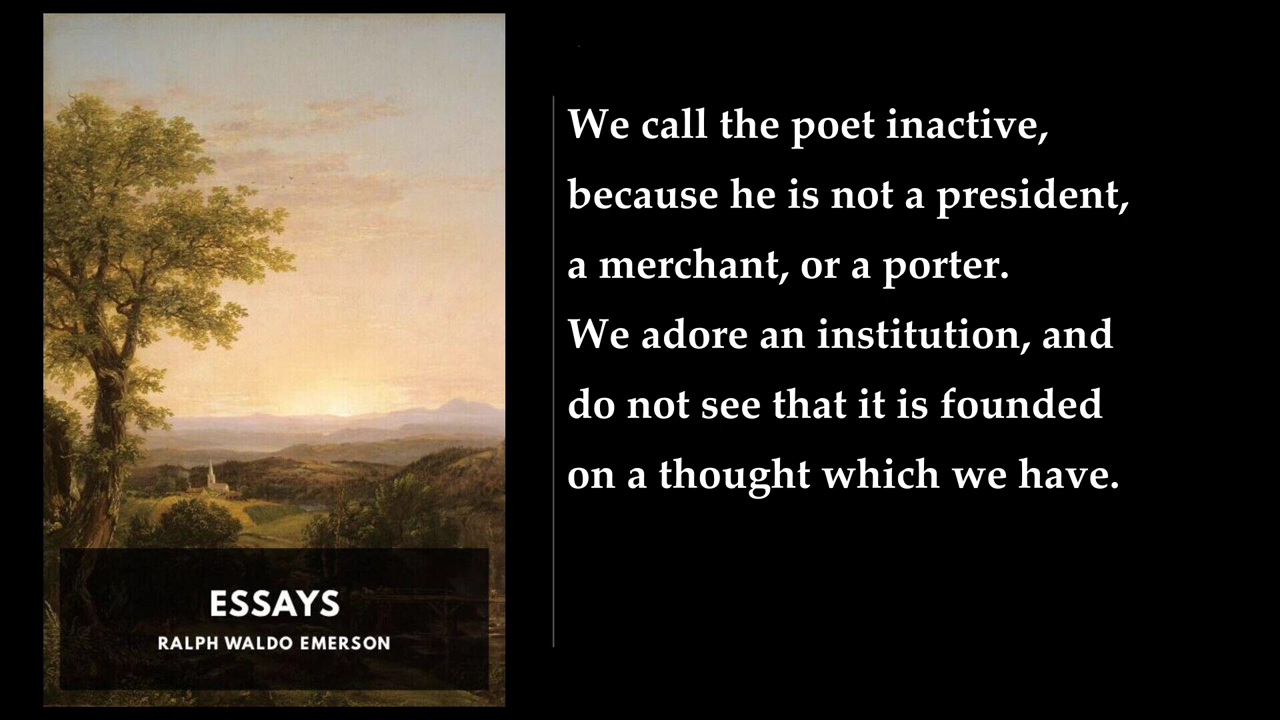 ESSAYS
RALPH WALDO EMERSON
We call the poet inactive,
because he is not a president,
a merchant, or a porter.
We adore an institution, and
do not see that it is founded
on a thought which we have.